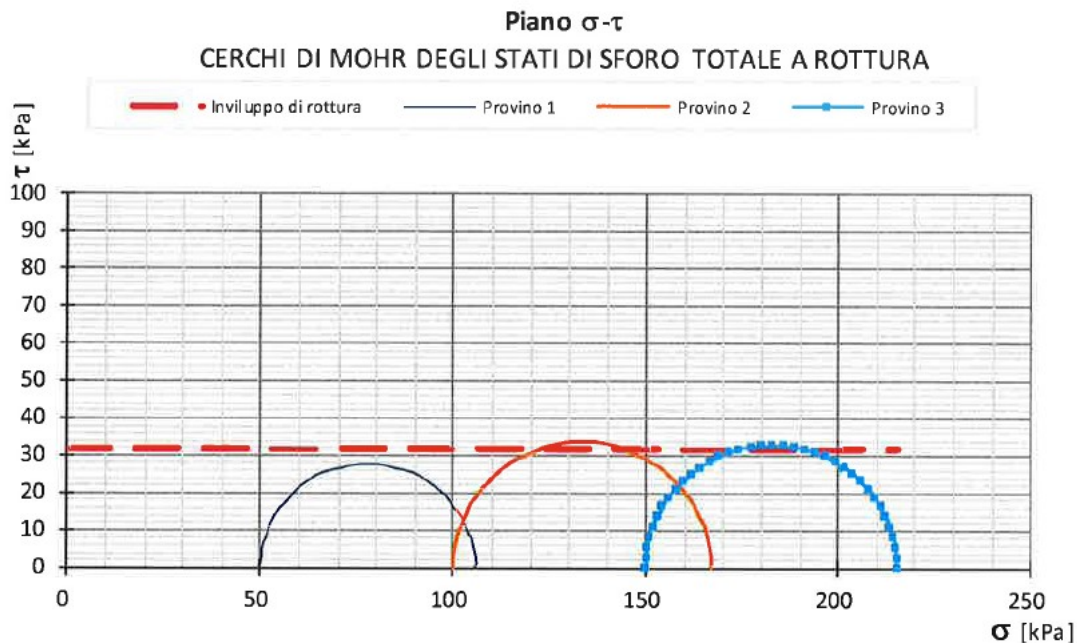 Piano σ-τ
CERCHI DI MOHR DEGLI STATI DI SFORO TOTALE A ROTTURA
Inviluppo di rottura Provino 1 Provino 2 Provino 3
τ [kPa]
100
90
80
70
60
50
40
30
20
10
0
0 50 100 150 200 250
σ [kPa]